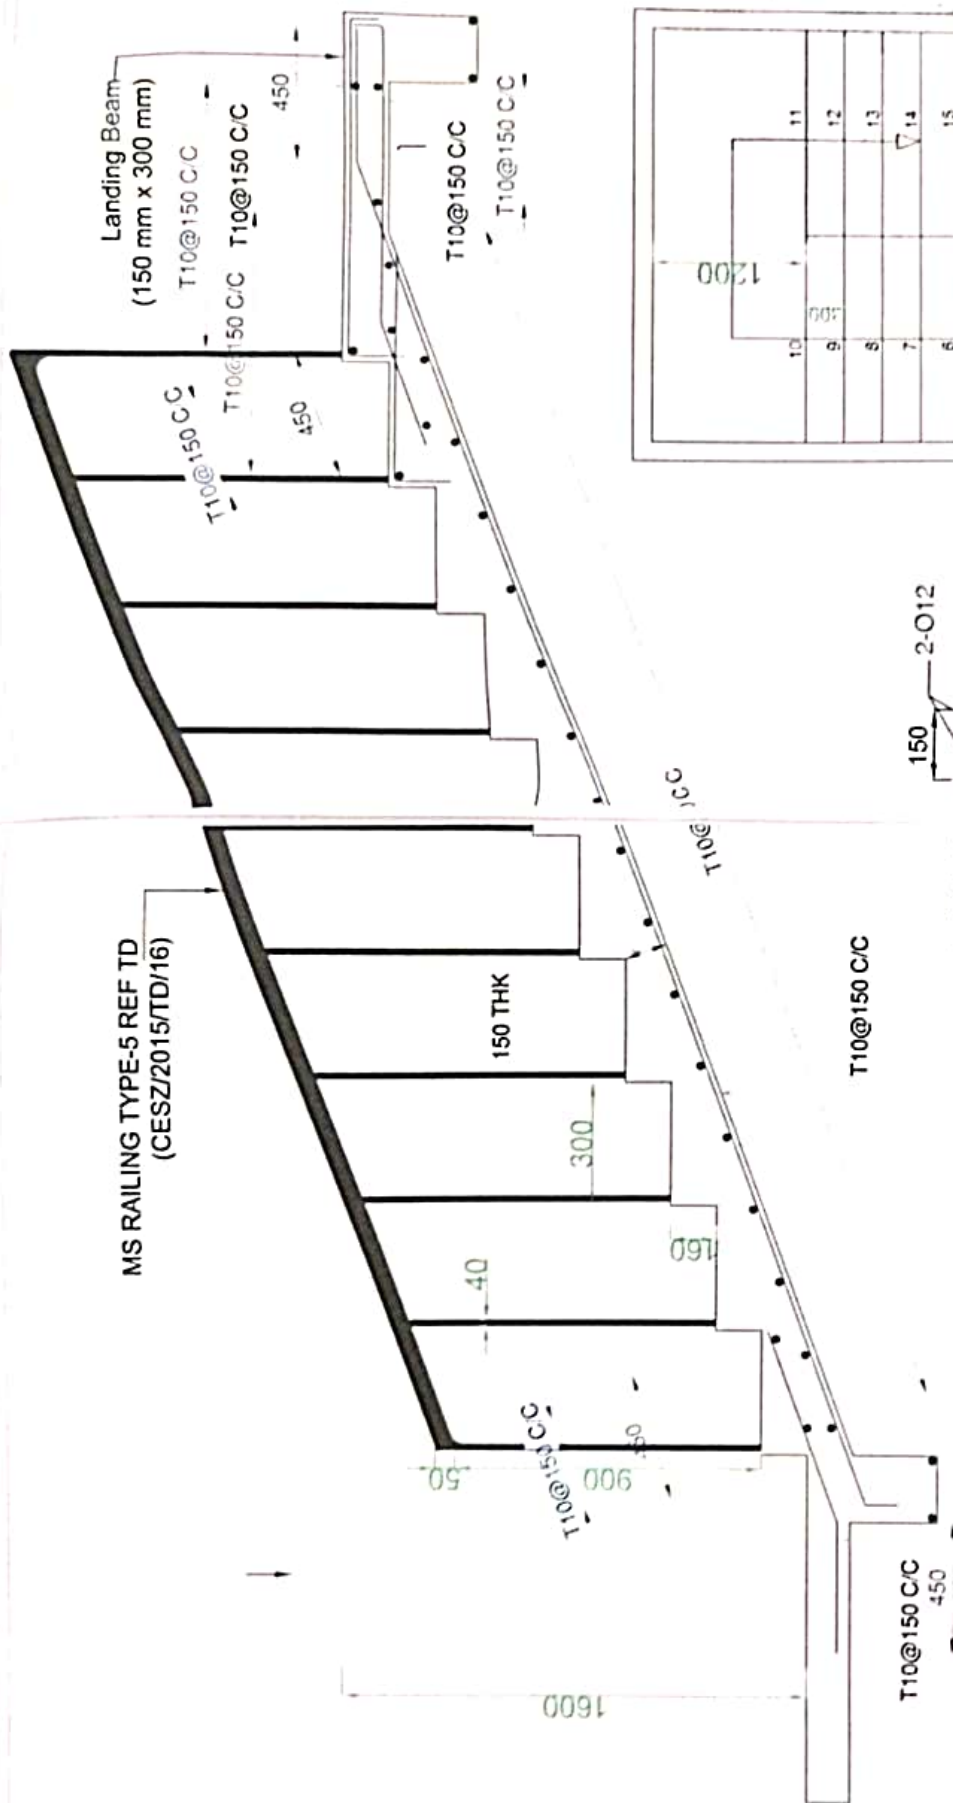 Landing Beam
(150 mm x 300 mm)
T10@150 C/C
T10@150 C/C
T10@150 C/C
450
T10@150 C/C
T10@150 C/C
T10@150 C/C
450
MS RAILING TYPE-5 REF TD
(CESZ/2015/TD/16)
150 THK
300
160
40
50
900
T10@150 C/C
1600
T10@150 C/C
T10@150 C/C
450
1200
300
10
9
8
7
6
11
12
13
14
15
150
2-O12